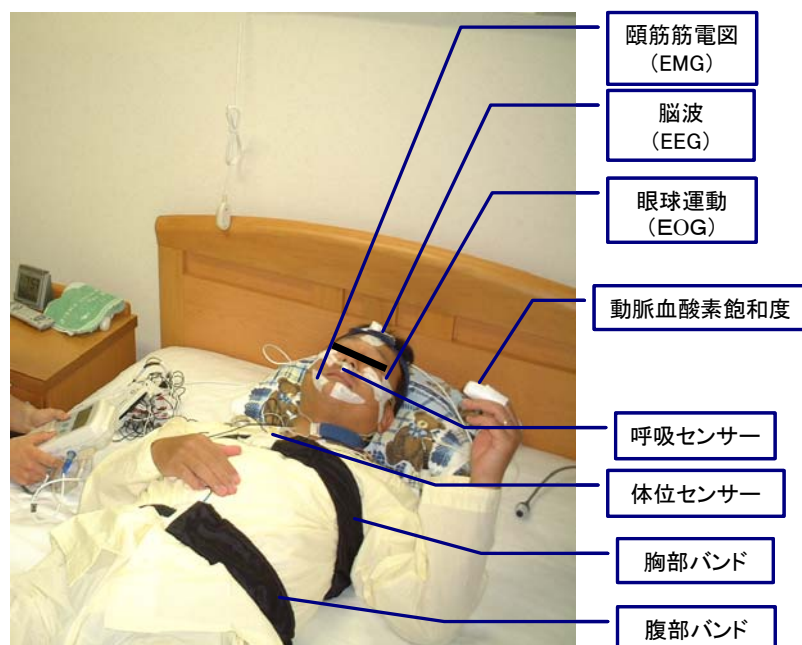 頤筋筋電図
（EMG）
脳波
（EEG）
眼球運動
（EOG）
動脈血酸素飽和度
呼吸センサー
体位センサー
胸部バンド
腹部バンド